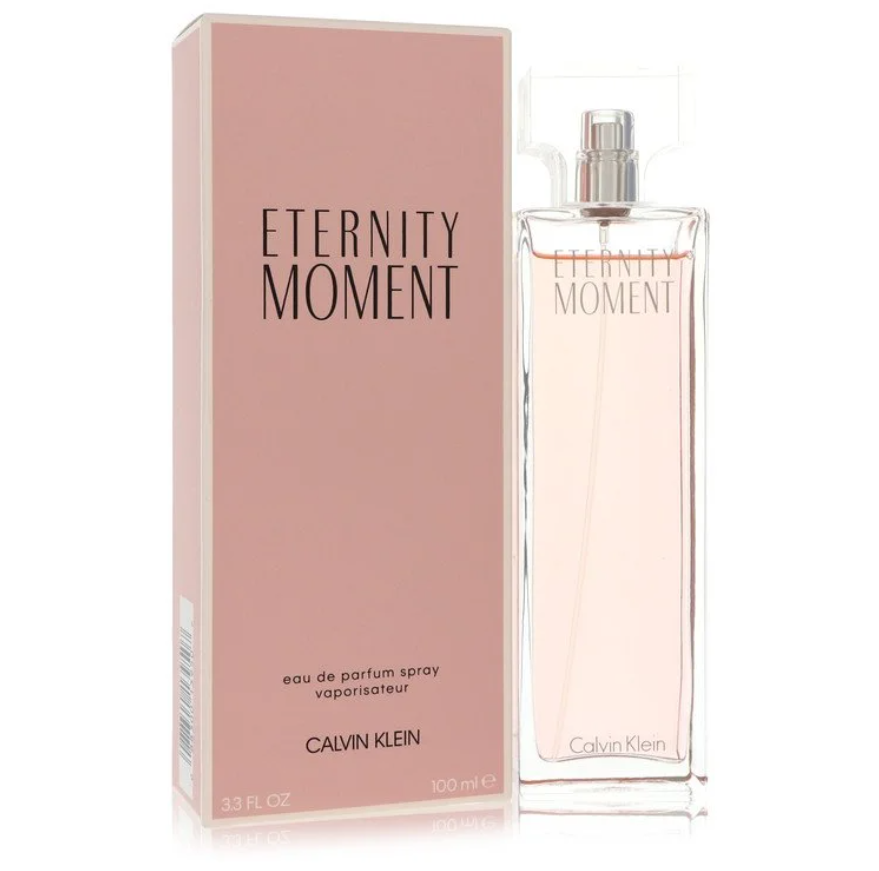 ETERNITY
MOMENT
eau de parfum spray
vaporisateur
CALVIN KLEIN
3.3 FL OZ
100 ml ℮
ETERNITY
MOMENT
Calvin Klein